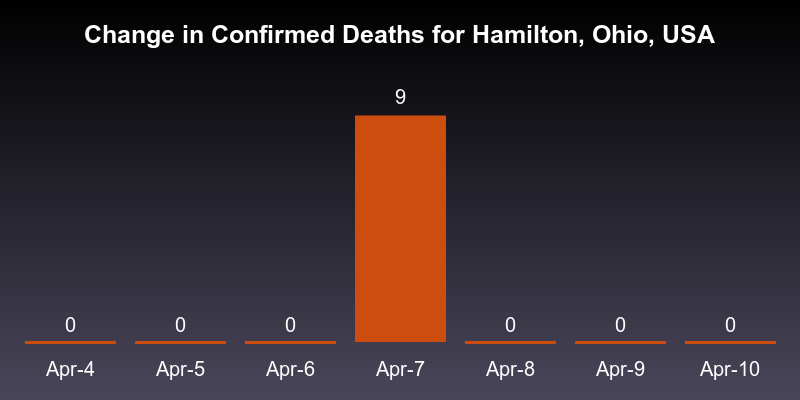 Change in Confirmed Deaths for Hamilton, Ohio, USA
9
0 0 0 0 0 0
Apr-4 Apr-5 Apr-6 Apr-7 Apr-8 Apr-9 Apr-10